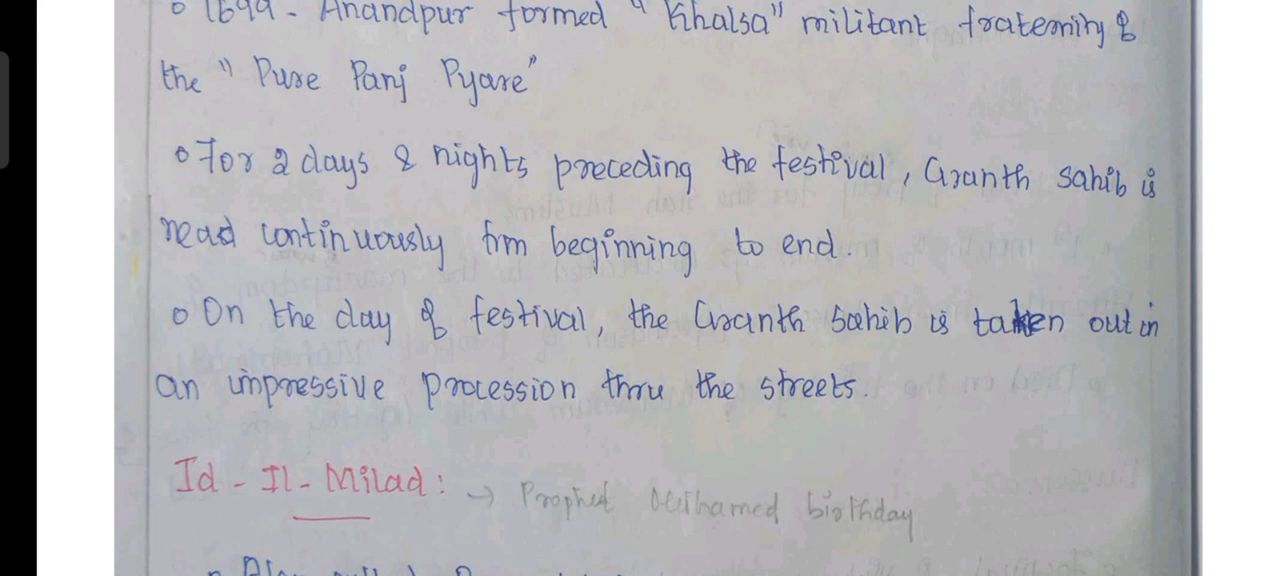 o 1699 - Anandpur formed "Khalsa" militant fraternity &
the "Pure Panj Pyare"
o For 2 days & nights preceding the festival, Granth sahib is
read continuously frm beginning to end.
o On the day of festival, the Granth sahib is taken out in
an impressive procession thru the streets.
Id - Il - Milad : → Prophet birthday